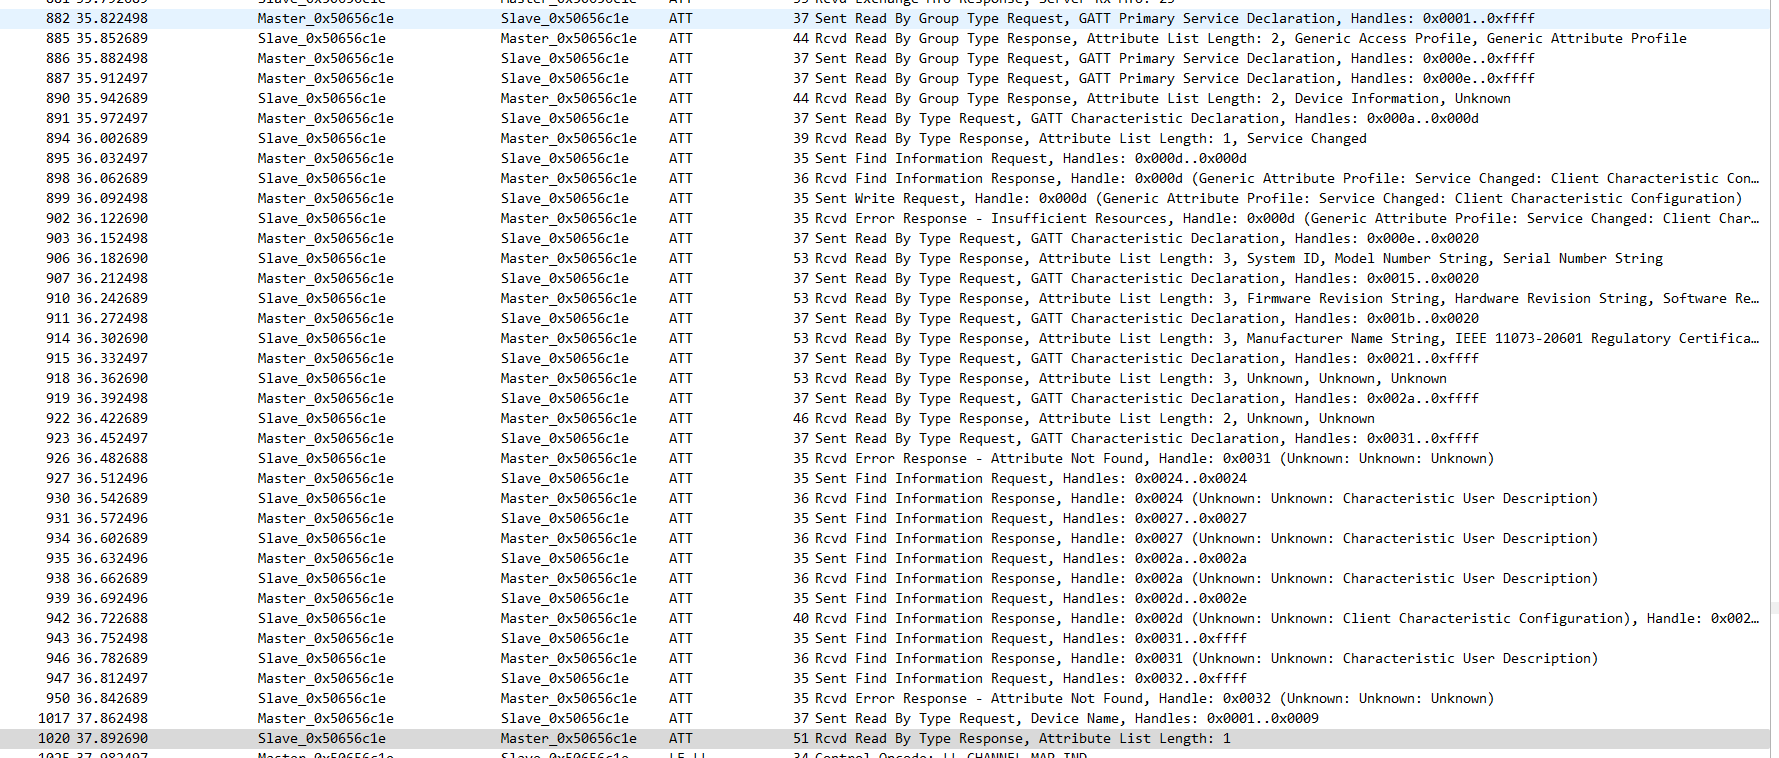 882 35.822498 Master_0x50656c1e Slave_0x50656c1e ATT 37 Sent Read By Group Type Request, GATT Primary Service Declaration, Handles: 0x0001..0xffff
885 35.852689 Slave_0x50656c1e Master_0x50656c1e ATT 44 Rcvd Read By Group Type Response, Attribute List Length: 2, Generic Access Profile, Generic Attribute Profile
886 35.882498 Master_0x50656c1e Slave_0x50656c1e ATT 37 Sent Read By Group Type Request, GATT Primary Service Declaration, Handles: 0x000e..0xffff
887 35.912497 Master_0x50656c1e Slave_0x50656c1e ATT 37 Sent Read By Group Type Request, GATT Primary Service Declaration, Handles: 0x000e..0xffff
890 35.942689 Slave_0x50656c1e Master_0x50656c1e ATT 44 Rcvd Read By Group Type Response, Attribute List Length: 2, Device Information, Unknown
891 35.972497 Master_0x50656c1e Slave_0x50656c1e ATT 37 Sent Read By Type Request, GATT Characteristic Declaration, Handles: 0x000a..0x000d
894 36.002689 Slave_0x50656c1e Master_0x50656c1e ATT 39 Rcvd Read By Type Response, Attribute List Length: 1, Service Changed
895 36.032497 Master_0x50656c1e Slave_0x50656c1e ATT 35 Sent Find Information Request, Handles: 0x000d..0x000d
898 36.062689 Slave_0x50656c1e Master_0x50656c1e ATT 36 Rcvd Find Information Response, Handle: 0x000d (Generic Attribute Profile: Service Changed: Client Characteristic Con…
899 36.092498 Master_0x50656c1e Slave_0x50656c1e ATT 35 Sent Write Request, Handle: 0x000d (Generic Attribute Profile: Service Changed: Client Characteristic Configuration)
902 36.122690 Slave_0x50656c1e Master_0x50656c1e ATT 35 Rcvd Error Response - Insufficient Resources, Handle: 0x000d (Generic Attribute Profile: Service Changed: Client Char…
903 36.152498 Master_0x50656c1e Slave_0x50656c1e ATT 37 Sent Read By Type Request, GATT Characteristic Declaration, Handles: 0x000e..0x0020
906 36.182690 Slave_0x50656c1e Master_0x50656c1e ATT 53 Rcvd Read By Type Response, Attribute List Length: 3, System ID, Model Number String, Serial Number String
907 36.212498 Master_0x50656c1e Slave_0x50656c1e ATT 37 Sent Read By Type Request, GATT Characteristic Declaration, Handles: 0x0015..0x0020
910 36.242689 Slave_0x50656c1e Master_0x50656c1e ATT 53 Rcvd Read By Type Response, Attribute List Length: 3, Firmware Revision String, Hardware Revision String, Software Re…
911 36.272498 Master_0x50656c1e Slave_0x50656c1e ATT 37 Sent Read By Type Request, GATT Characteristic Declaration, Handles: 0x001b..0x0020
914 36.302690 Slave_0x50656c1e Master_0x50656c1e ATT 53 Rcvd Read By Type Response, Attribute List Length: 3, Manufacturer Name String, IEEE 11073-20601 Regulatory Certifica…
915 36.332497 Master_0x50656c1e Slave_0x50656c1e ATT 37 Sent Read By Type Request, GATT Characteristic Declaration, Handles: 0x0021..0xffff
918 36.362690 Slave_0x50656c1e Master_0x50656c1e ATT 53 Rcvd Read By Type Response, Attribute List Length: 3, Unknown, Unknown, Unknown
919 36.392498 Master_0x50656c1e Slave_0x50656c1e ATT 37 Sent Read By Type Request, GATT Characteristic Declaration, Handles: 0x002a..0xffff
922 36.422689 Slave_0x50656c1e Master_0x50656c1e ATT 46 Rcvd Read By Type Response, Attribute List Length: 2, Unknown, Unknown
923 36.452497 Master_0x50656c1e Slave_0x50656c1e ATT 37 Sent Read By Type Request, GATT Characteristic Declaration, Handles: 0x0031..0xffff
926 36.482688 Slave_0x50656c1e Master_0x50656c1e ATT 35 Rcvd Error Response - Attribute Not Found, Handle: 0x0031 (Unknown: Unknown: Unknown)
927 36.512496 Master_0x50656c1e Slave_0x50656c1e ATT 35 Sent Find Information Request, Handles: 0x0024..0x0024
930 36.542689 Slave_0x50656c1e Master_0x50656c1e ATT 36 Rcvd Find Information Response, Handle: 0x0024 (Unknown: Unknown: Characteristic User Description)
931 36.572496 Master_0x50656c1e Slave_0x50656c1e ATT 35 Sent Find Information Request, Handles: 0x0027..0x0027
934 36.602689 Slave_0x50656c1e Master_0x50656c1e ATT 36 Rcvd Find Information Response, Handle: 0x0027 (Unknown: Unknown: Characteristic User Description)
935 36.632496 Master_0x50656c1e Slave_0x50656c1e ATT 35 Sent Find Information Request, Handles: 0x002a..0x002a
938 36.662689 Slave_0x50656c1e Master_0x50656c1e ATT 36 Rcvd Find Information Response, Handle: 0x002a (Unknown: Unknown: Characteristic User Description)
939 36.692496 Master_0x50656c1e Slave_0x50656c1e ATT 35 Sent Find Information Request, Handles: 0x002d..0x002e
942 36.722688 Slave_0x50656c1e Master_0x50656c1e ATT 40 Rcvd Find Information Response, Handle: 0x002d (Unknown: Unknown: Client Characteristic Configuration), Handle: 0x002…
943 36.752498 Master_0x50656c1e Slave_0x50656c1e ATT 35 Sent Find Information Request, Handles: 0x0031..0xffff
946 36.782689 Slave_0x50656c1e Master_0x50656c1e ATT 36 Rcvd Find Information Response, Handle: 0x0031 (Unknown: Unknown: Characteristic User Description)
947 36.812497 Master_0x50656c1e Slave_0x50656c1e ATT 35 Sent Find Information Request, Handles: 0x0032..0xffff
950 36.842689 Slave_0x50656c1e Master_0x50656c1e ATT 35 Rcvd Error Response - Attribute Not Found, Handle: 0x0032 (Unknown: Unknown: Unknown)
1017 37.862498 Master_0x50656c1e Slave_0x50656c1e ATT 37 Sent Read By Type Request, Device Name, Handles: 0x0001..0x0009
1020 37.892690 Slave_0x50656c1e Master_0x50656c1e ATT 51 Rcvd Read By Type Response, Attribute List Length: 1